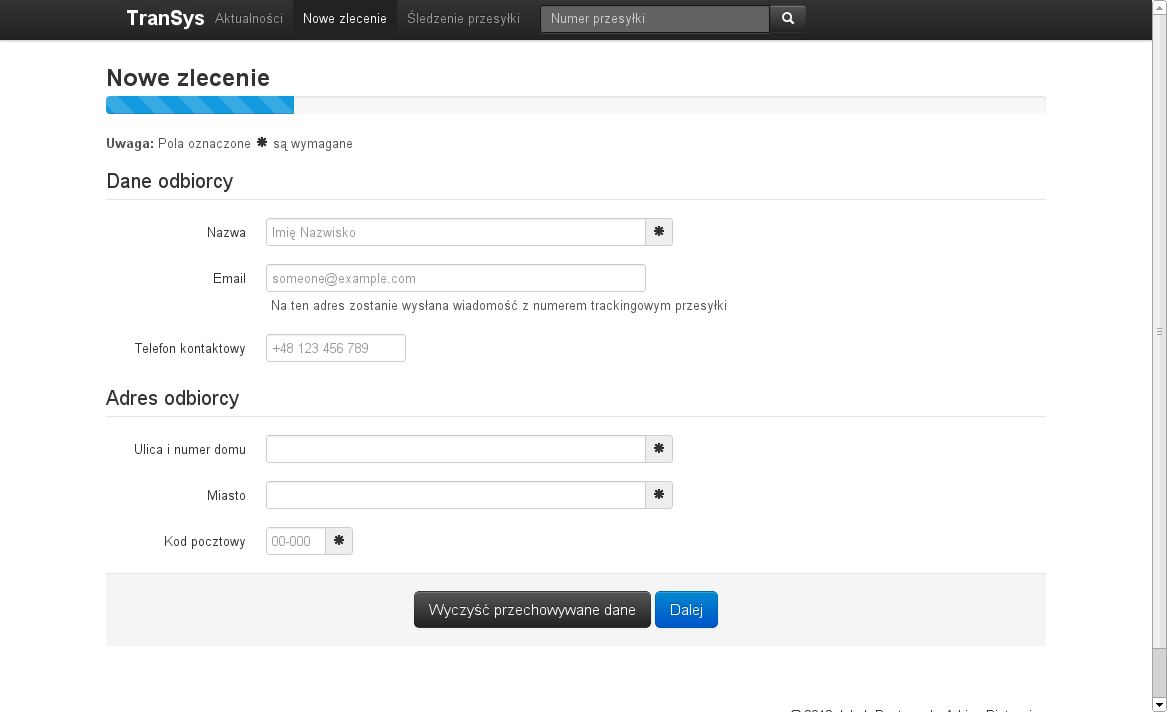 TranSys Aktualności Nowe zlecenie Śledzenie przesyłki Numer przesyłki
Nowe zlecenie
Uwaga: Pola oznaczone ✱ są wymagane
Dane odbiorcy
Nazwa Imię Nazwisko ✱
Email someone@example.com
Na ten adres zostanie wysłana wiadomość z numerem trackingowym przesyłki
Telefon kontaktowy +48 123 456 789
Adres odbiorcy
Ulica i numer domu ✱
Miasto ✱
Kod pocztowy 00-000 ✱
Wyczyść przechowywane dane Dalej